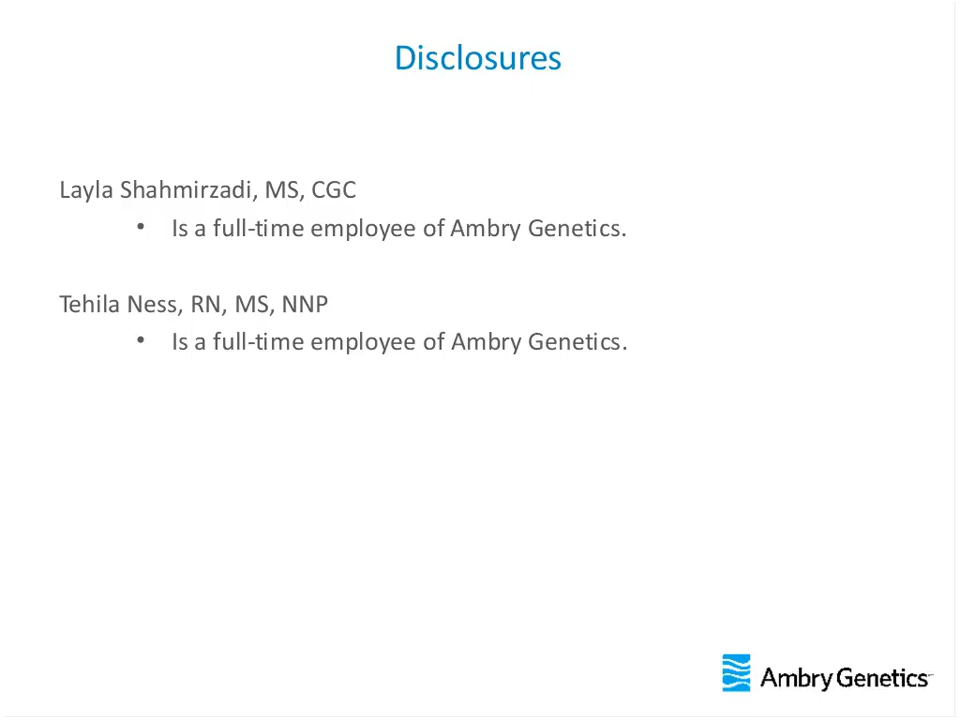 Disclosures
Layla Shahmirzadi, MS, CGC
• Is a full-time employee of Ambry Genetics.
Tehila Ness, RN, MS, NNP
• Is a full-time employee of Ambry Genetics.
Ambry Genetics